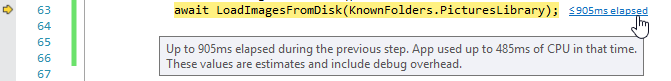 63 await LoadImagesFromDisk(KnownFolders.PicturesLibrary); ≤905ms elapsed
64
65 Up to 905ms elapsed during the previous step. App used up to 485ms of CPU in that time.
66 These values are estimates and include debug overhead.
67